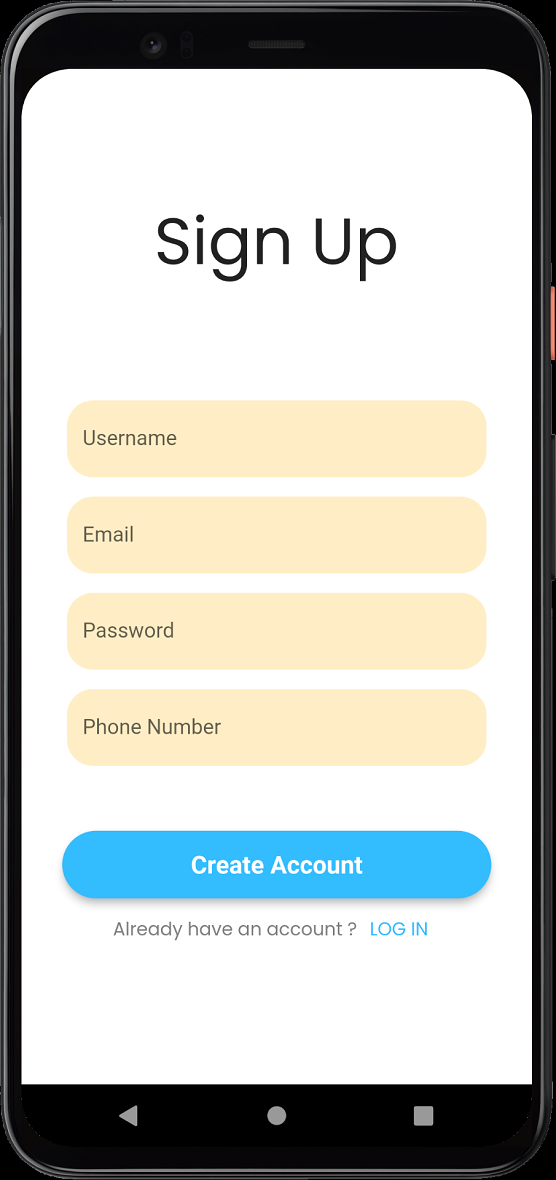 Sign Up
Username
Email
Password
Phone Number
Create Account
Already have an account ? LOG IN